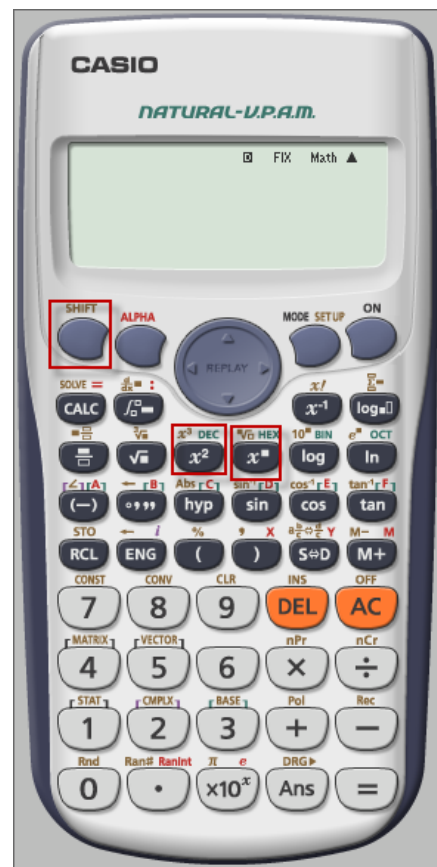 CASIO
NATURAL-V.P.A.M.
D FIX Math ▲
SHIFT ALPHA MODE SETUP ON
REPLAY
SOLVE = d/dx : x! Σ
CALC ∫ x⁻¹ log
³√ x³ DEC √ HEX 10 BIN e OCT
√ x² x log ln
∠ A ← B Abs C sin⁻¹ D cos⁻¹ E tan⁻¹ F
(−) °’” hyp sin cos tan
STO ← i % , X a b/c⇔d/c Y M− M
RCL ENG ( ) S⇔D M+
CONST CONV CLR INS OFF
7 8 9 DEL AC
MATRIX VECTOR nPr nCr
4 5 6 × ÷
STAT CMPLX BASE Pol Rec
1 2 3 + −
Rnd Ran# RanInt π e DRG▶
0 . ×10ˣ Ans =